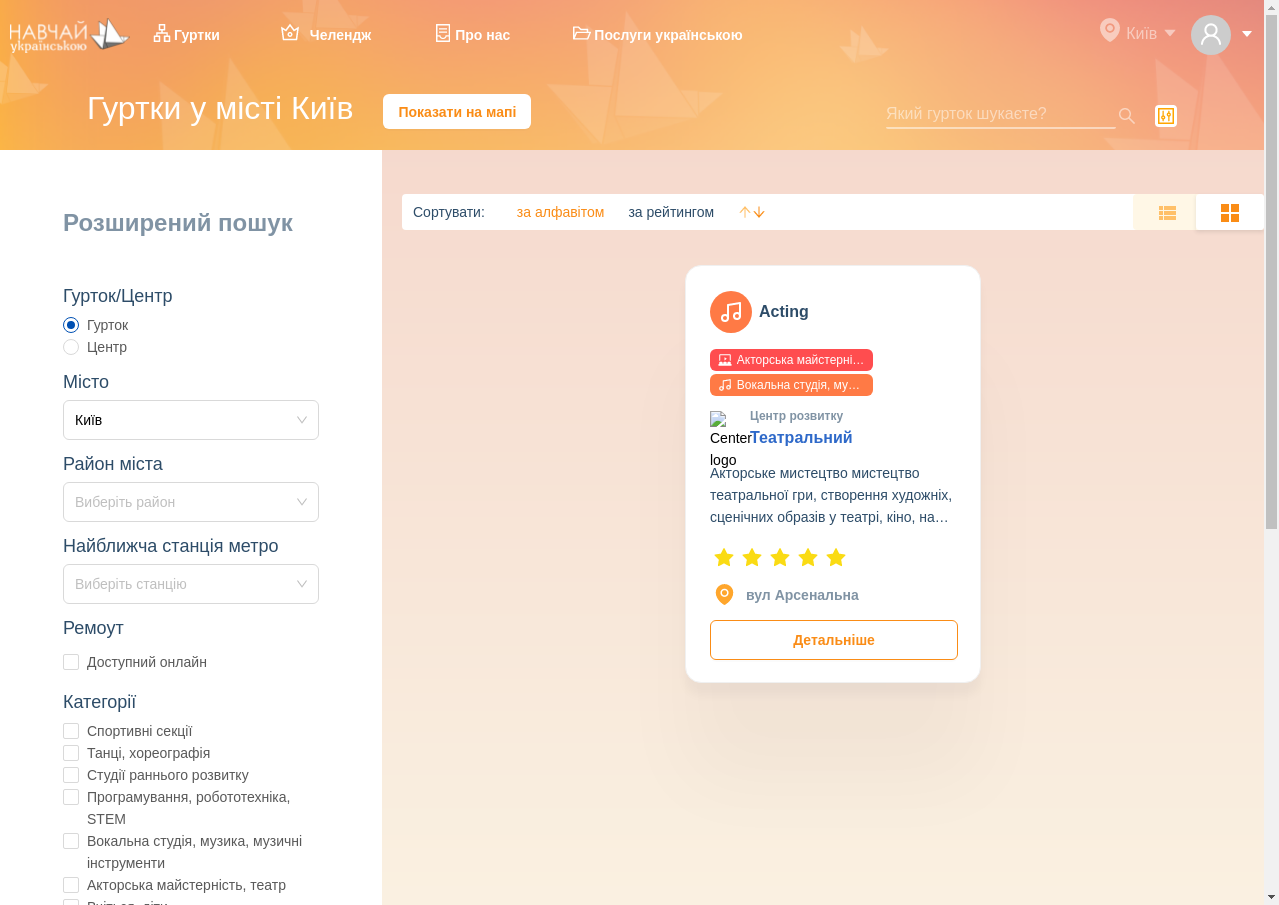 НАВЧАЙ
українською
Гуртки
Челендж
Про нас
Послуги українською
Київ
Гуртки у місті Київ
Показати на мапі
Який гурток шукаєте?
Розширений пошук
Гурток/Центр
Гурток
Центр
Місто
Київ
Район міста
Виберіть район
Найближча станція метро
Виберіть станцію
Ремоут
Доступний онлайн
Категорії
Спортивні секції
Танці, хореографія
Студії раннього розвитку
Програмування, робототехніка,
STEM
Вокальна студія, музика, музичні
інструменти
Акторська майстерність, театр
Сортувати:
за алфавітом
за рейтингом
Acting
Акторська майстерні…
Вокальна студія, му…
Center
logo
Центр розвитку
Театральний
Акторське мистецтво мистецтво
театральної гри, створення художніх,
сценічних образів у театрі, кіно, на…
вул Арсенальна
Детальніше